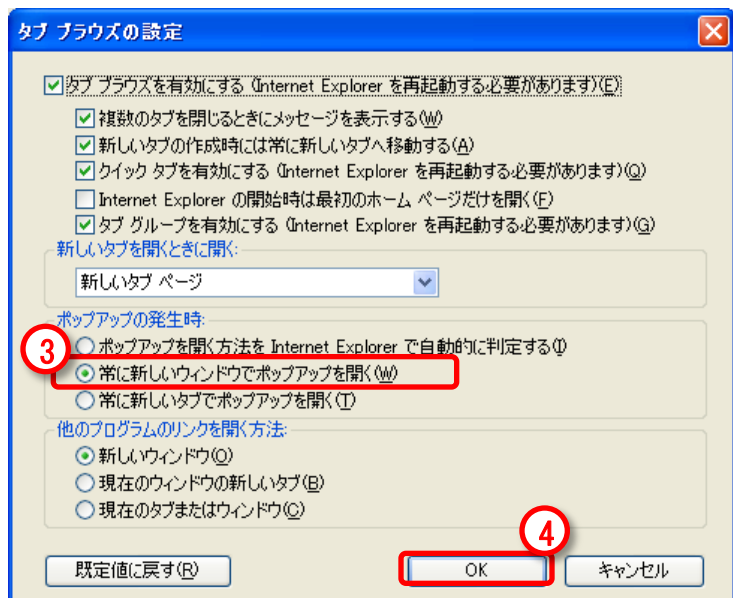 タブ ブラウズの設定
タブ ブラウズを有効にする (Internet Explorer を再起動する必要があります)(E)
複数のタブを閉じるときにメッセージを表示する(W)
新しいタブの作成時には常に新しいタブへ移動する(A)
クイック タブを有効にする (Internet Explorer を再起動する必要があります)(Q)
Internet Explorer の開始時は最初のホーム ページだけを開く(F)
タブ グループを有効にする (Internet Explorer を再起動する必要があります)(G)
新しいタブを開くときに開く:
新しいタブ ページ
ポップアップの発生時:
ポップアップを開く方法を Internet Explorer で自動的に判定する(I)
3
常に新しいウィンドウでポップアップを開く(W)
常に新しいタブでポップアップを開く(T)
他のプログラムのリンクを開く方法:
新しいウィンドウ(O)
現在のウィンドウの新しいタブ(B)
現在のタブまたはウィンドウ(C)
4
既定値に戻す(R)
OK
キャンセル